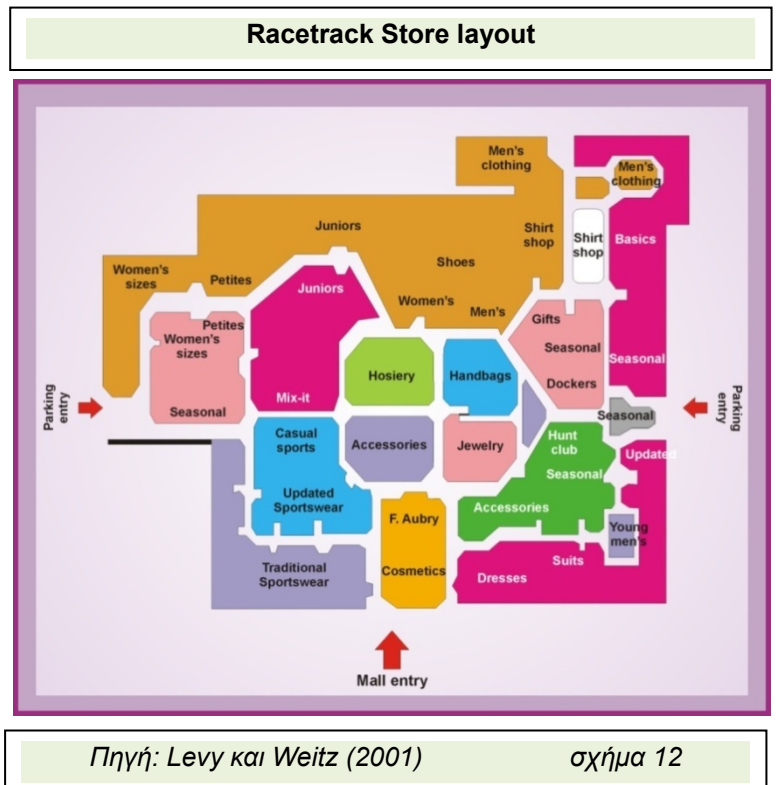 Racetrack Store layout
Men's
clothing
Men's
clothing
Juniors
Shirt
shop
Shirt
shop
Basics
Women's
sizes
Petites
Shoes
Juniors
Women's
Men's
Gifts
Petites
Women's
sizes
Seasonal
Seasonal
Hosiery
Handbags
Dockers
Mix-it
Seasonal
Parking
entry
Parking
entry
Seasonal
Casual
sports
Accessories
Jewelry
Hunt
club
Updated
Seasonal
Updated
Sportswear
Accessories
F. Aubry
Young
men's
Traditional
Sportswear
Cosmetics
Suits
Dresses
Mall entry
Πηγή: Levy και Weitz (2001) σχήμα 12